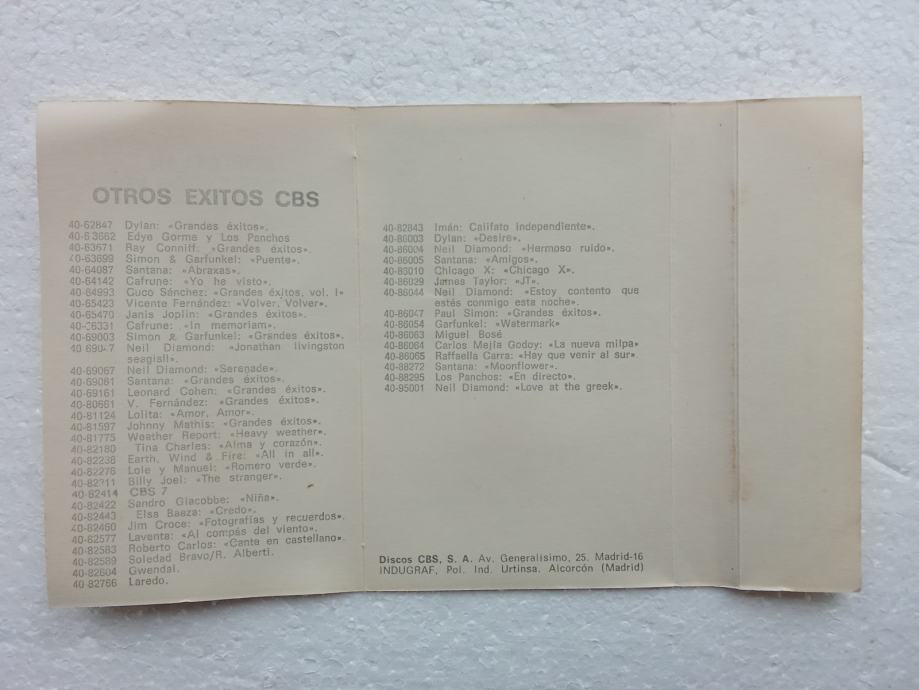 OTROS EXITOS CBS
40-62847 Dylan: «Grandes éxitos».
40-63662 Edye Gorme y Los Panchos
40-63671 Ray Conniff: «Grandes éxitos».
40-63699 Simon & Garfunkel: «Puente».
40-64087 Santana: «Abraxas».
40-64142 Cafrune: «Yo he visto».
40-64993 Cuco Sánchez: «Grandes éxitos, vol. I»
40-65423 Vicente Fernández: «Volver, Volver».
40-65470 Janis Joplin: «Grandes éxitos».
Cafrune: «In memoriam».
40-69003 Simon & Garfunkel: «Grandes éxitos».
Neil Diamond: «Jonathan livingston
seagisll».
40-69067 Neil Diamond: «Serenade».
40-69081 Santana: «Grandes éxitos».
40-69161 Leonard Cohen: «Grandes éxitos».
40-80661 V. Fernández: «Grandes éxitos».
40-81124 Lolita: «Amor, Amor».
40-81597 Johnny Mathis: «Grandes éxitos».
40-81775 Weather Report: «Heavy weather».
40-82180 Tina Charles: «Alma y corazón».
40-82238 Earth, Wind & Fire: «All in all».
40-82276 Lole y Manuel: «Romero verde».
Billy Joel: «The stranger».
40-82414 CBS 7
40-82422 Sandro Giacobbe: «Niña».
40-82443 Elsa Baeza: «Credo».
40-82460 Jim Croce: «Fotografías y recuerdos».
40-82577 Laventa: «Al compás del viento».
40-82583 Roberto Carlos: «Cante en castellano».
40-82589 Soledad Bravo/R. Alberti.
40-82604 Gwendal.
40-82766 Laredo.
40-82843 Imán: Califato independiente».
40-86003 Dylan: «Desire».
40-86004 Neil Diamond: «Hermoso ruido».
40-86005 Santana: «Amigos».
40-83010 Chicago X: «Chicago X».
40-86029 James Taylor: «JT».
40-86044 Neil Diamond: «Estoy contento que
estés conmigo esta noche».
40-86047 Paul Simon: «Grandes éxitos».
40-86054 Garfunkel: «Watermark»
40-86063 Miguel Bosé
40-86064 Carlos Mejía Godoy: «La nueva milpa»
40-86065 Raffaella Carra: «Hay que venir al sur».
40-88272 Santana: «Moonflower».
40-88295 Los Panchos: «En directo».
40-95001 Neil Diamond: «Love at the greek».
Discos CBS, S. A. Av. Generalísimo, 25. Madrid-16
INDUGRAF, Pol. Ind. Urtinsa. Alcorcón (Madrid)